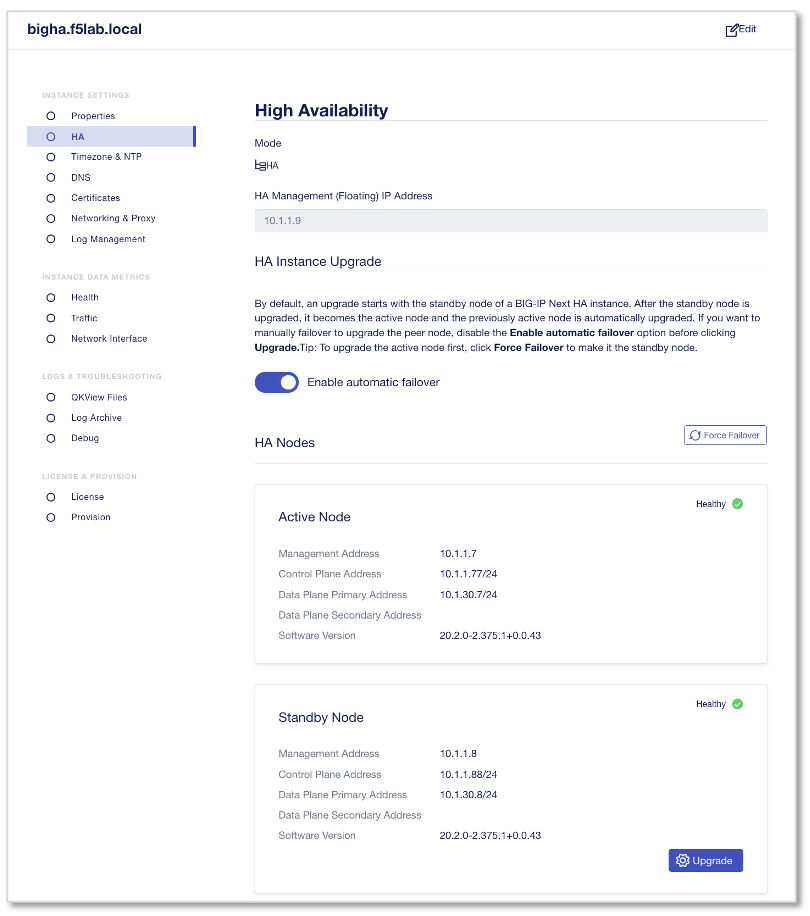 bigha.f5lab.local
Edit
INSTANCE SETTINGS
Properties
HA
Timezone & NTP
DNS
Certificates
Networking & Proxy
Log Management
INSTANCE DATA METRICS
Health
Traffic
Network Interface
LOGS & TROUBLESHOOTING
QKView Files
Log Archive
Debug
LICENSE & PROVISION
License
Provision
High Availability
Mode
HA
HA Management (Floating) IP Address
10.1.1.9
HA Instance Upgrade
By default, an upgrade starts with the standby node of a BIG-IP Next HA instance. After the standby node is
upgraded, it becomes the active node and the previously active node is automatically upgraded. If you want to
manually failover to upgrade the peer node, disable the Enable automatic failover option before clicking
Upgrade.Tip: To upgrade the active node first, click Force Failover to make it the standby node.
Enable automatic failover
HA Nodes
Force Failover
Healthy
Active Node
Management Address 10.1.1.7
Control Plane Address 10.1.1.77/24
Data Plane Primary Address 10.1.30.7/24
Data Plane Secondary Address
Software Version 20.2.0-2.375.1+0.0.43
Healthy
Standby Node
Management Address 10.1.1.8
Control Plane Address 10.1.1.88/24
Data Plane Primary Address 10.1.30.8/24
Data Plane Secondary Address
Software Version 20.2.0-2.375.1+0.0.43
Upgrade